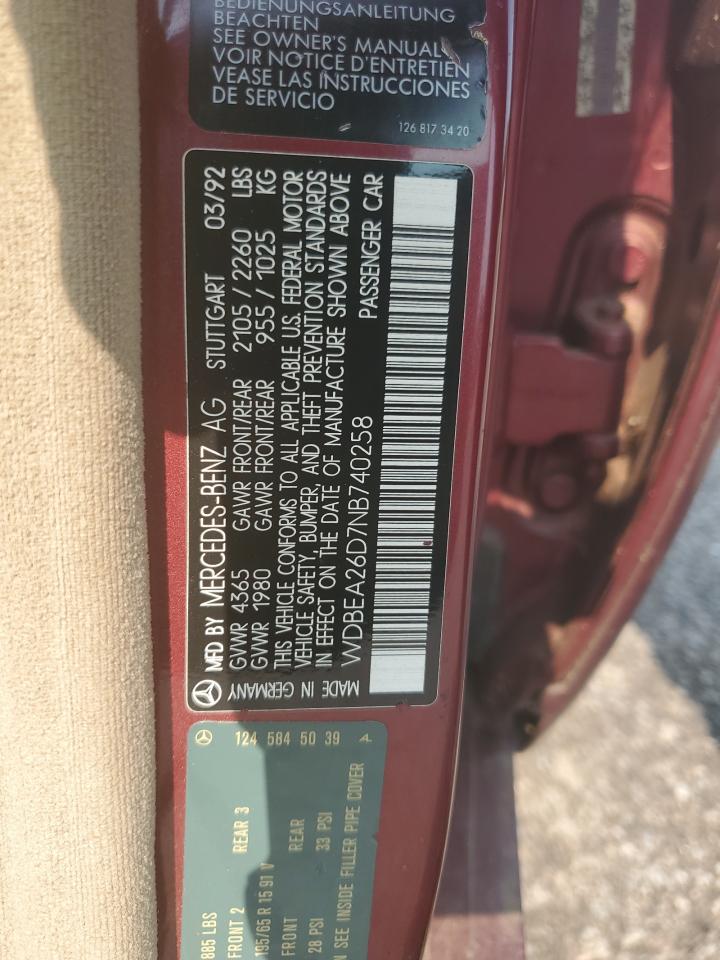 BEDIENUNGSANLEITUNG
BEACHTEN
SEE OWNER'S MANUAL
VOIR NOTICE D'ENTRETIEN
VEASE LAS INSTRUCCIONES
DE SERVICIO
126 817 34 20
MFD BY MERCEDES-BENZ AG STUTTGART 03/92
GVWR 4365 GAWR FRONT/REAR 2105 / 2260 LBS
GVWR 1980 GAWR FRONT/REAR 955 / 1025 KG
THIS VEHICLE CONFORMS TO ALL APPLICABLE U.S. FEDERAL MOTOR
VEHICLE SAFETY, BUMPER, AND THEFT PREVENTION STANDARDS
IN EFFECT ON THE DATE OF MANUFACTURE SHOWN ABOVE
WDBEA26D7NB740258 PASSENGER CAR
MADE IN GERMANY
124 584 50 39
885 LBS
FRONT 2 REAR 3
195/65 R 15 91 V
FRONT REAR
28 PSI 33 PSI
SEE INSIDE FILLER PIPE COVER